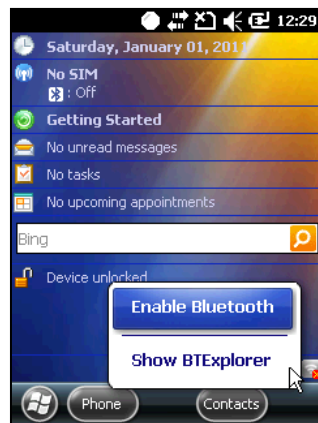 12:29
Saturday, January 01, 2011
No SIM
: Off
Getting Started
No unread messages
No tasks
No upcoming appointments
Bing
Device unlocked
Enable Bluetooth
Show BTExplorer
Phone
Contacts